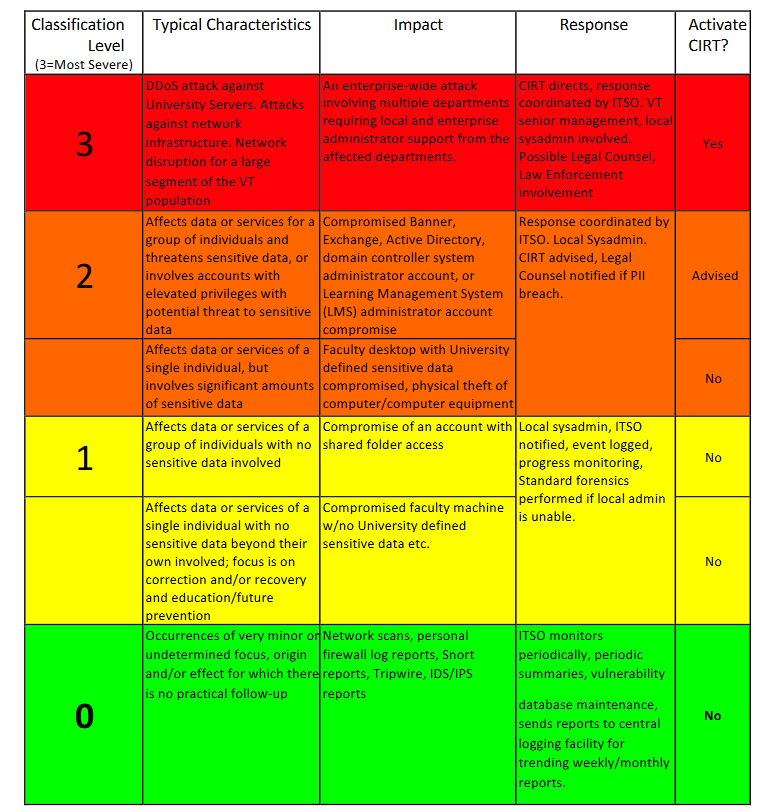 Classification
Level
(3=Most Severe)
Typical Characteristics
Impact
Response
Activate
CIRT?
3
DDoS attack against
University Servers. Attacks
against network
infrastructure. Network
disruption for a large
segment of the VT
population
An enterprise-wide attack
involving multiple departments
requiring local and enterprise
administrator support from the
affected departments.
CIRT directs, response
coordinated by ITSO. VT
senior management, local
sysadmin involved.
Possible Legal Counsel,
Law Enforcement
involvement
Yes
2
Affects data or services for a
group of individuals and
threatens sensitive data, or
involves accounts with
elevated privileges with
potential threat to sensitive
data
Compromised Banner,
Exchange, Active Directory,
domain controller system
administrator account, or
Learning Management System
(LMS) administrator account
compromise
Response coordinated by
ITSO. Local Sysadmin.
CIRT advised, Legal
Counsel notified if PII
breach.
Advised
Affects data or services of a
single individual, but
involves significant amounts
of sensitive data
Faculty desktop with University
defined sensitive data
compromised, physical theft of
computer/computer equipment
No
1
Affects data or services of a
group of individuals with no
sensitive data involved
Compromise of an account with
shared folder access
Local sysadmin, ITSO
notified, event logged,
progress monitoring,
Standard forensics
performed if local admin
is unable.
No
Affects data or services of a
single individual with no
sensitive data beyond their
own involved; focus is on
correction and/or recovery
and education/future
prevention
Compromised faculty machine
w/no University defined
sensitive data etc.
No
0
Occurrences of very minor or
undetermined focus, origin
and/or effect for which there
is no practical follow-up
Network scans, personal
firewall log reports, Snort
reports, Tripwire, IDS/IPS
reports
ITSO monitors
periodically, periodic
summaries, vulnerability
database maintenance,
sends reports to central
logging facility for
trending weekly/monthly
reports.
No